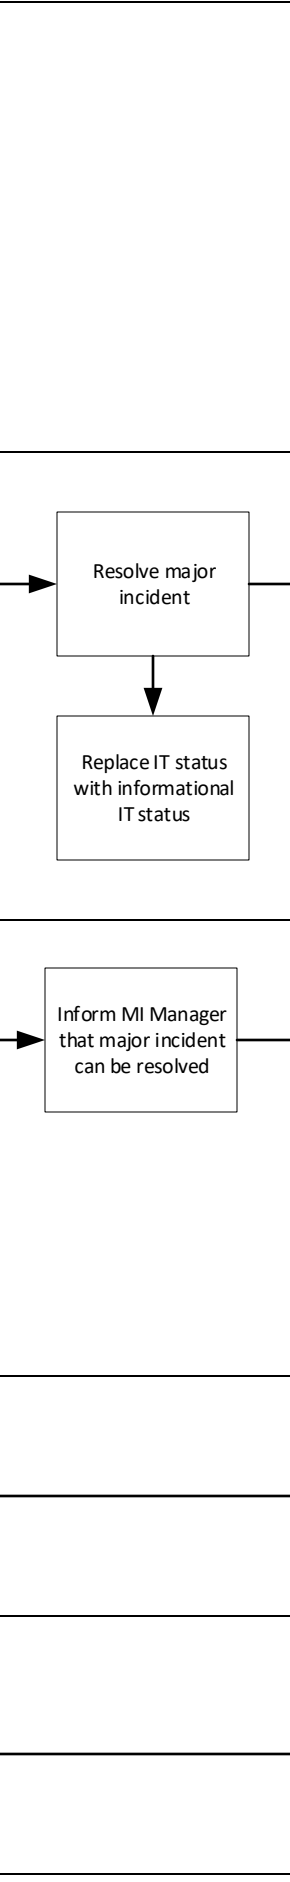 Resolve major
incident
Replace IT status
with informational
IT status
Inform MI Manager
that major incident
can be resolved